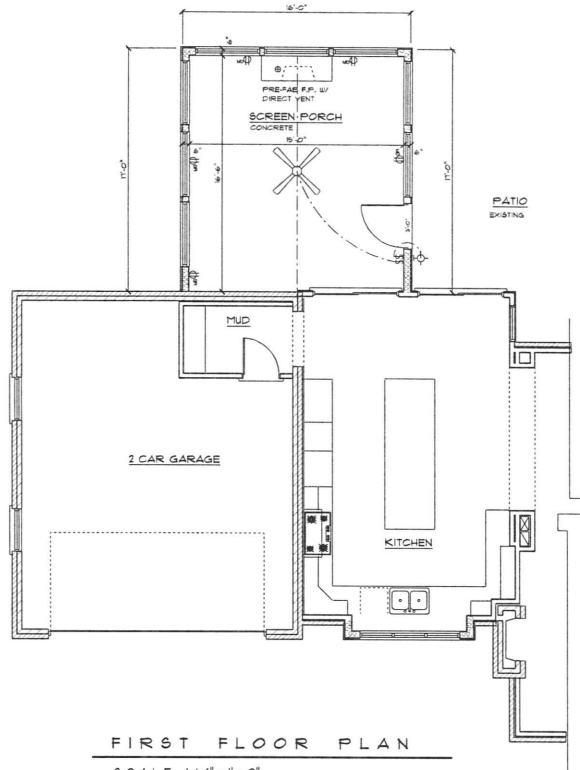 16'-0"
6"
17'-0"
17'-0"
PRE-FAB F.P. W/
DIRECT VENT
SCREEN PORCH
CONCRETE
15'-0"
16'-6"
3'-0"
PATIO
EXISTING
MUD
2 CAR GARAGE
KITCHEN
FIRST FLOOR PLAN